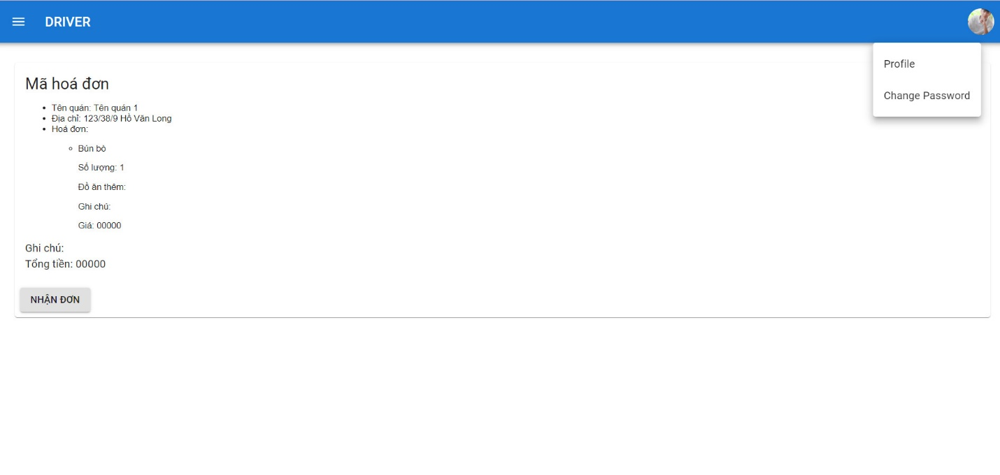 DRIVER
Profile
Change Password
Mã hoá đơn
Tên quán: Tên quán 1
Địa chỉ: 123/38/9 Hồ Văn Long
Hoá đơn:
Bún bò
Số lượng: 1
Đồ ăn thêm:
Ghi chú:
Giá: 00000
Ghi chú:
Tổng tiền: 00000
NHẬN ĐƠN